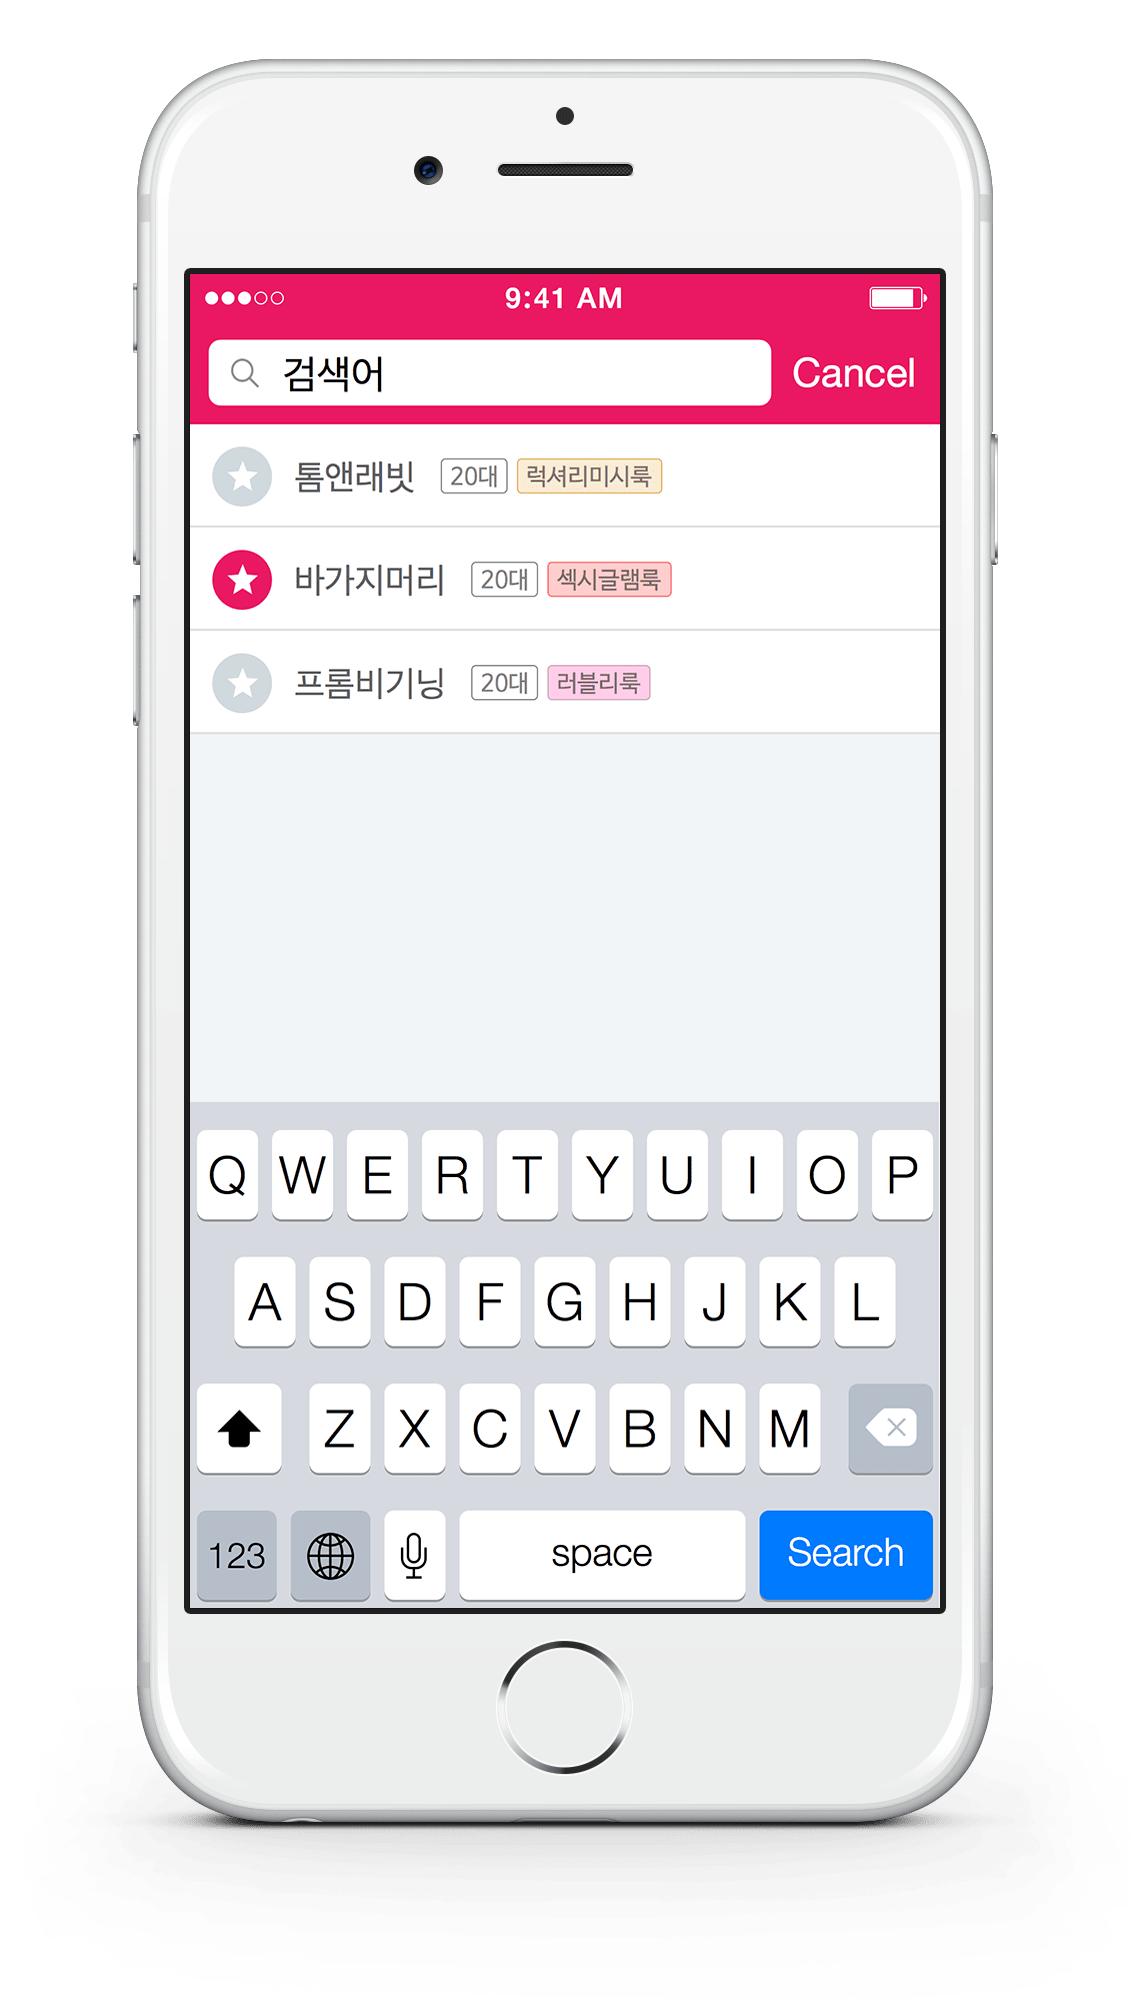 9:41 AM
검색어 Cancel
톰앤래빗 20대 럭셔리미시룩
바가지머리 20대 섹시글램룩
프롬비기닝 20대 러블리룩
Q W E R T Y U I O P
A S D F G H J K L
Z X C V B N M
123 space Search